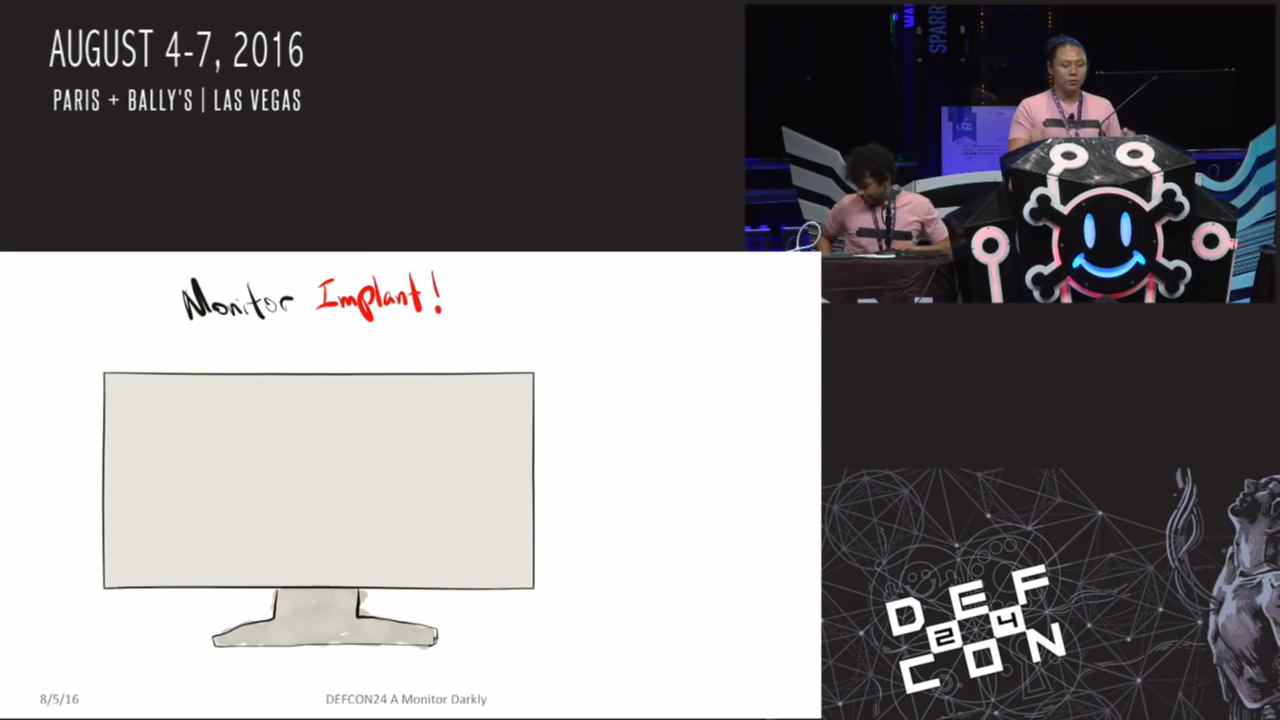 AUGUST 4-7, 2016
PARIS + BALLY'S | LAS VEGAS
SPARR
Monitor Implant!
8/5/16
DEFCON24 A Monitor Darkly
DEF
24
CON